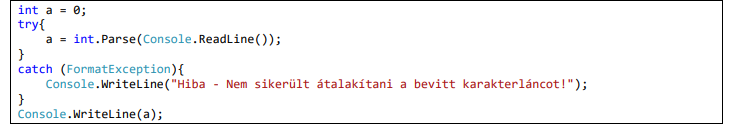 int a = 0;
try{
    a = int.Parse(Console.ReadLine());
}
catch (FormatException){
    Console.WriteLine("Hiba - Nem sikerült átalakítani a bevitt karakterláncot!");
}
Console.WriteLine(a);